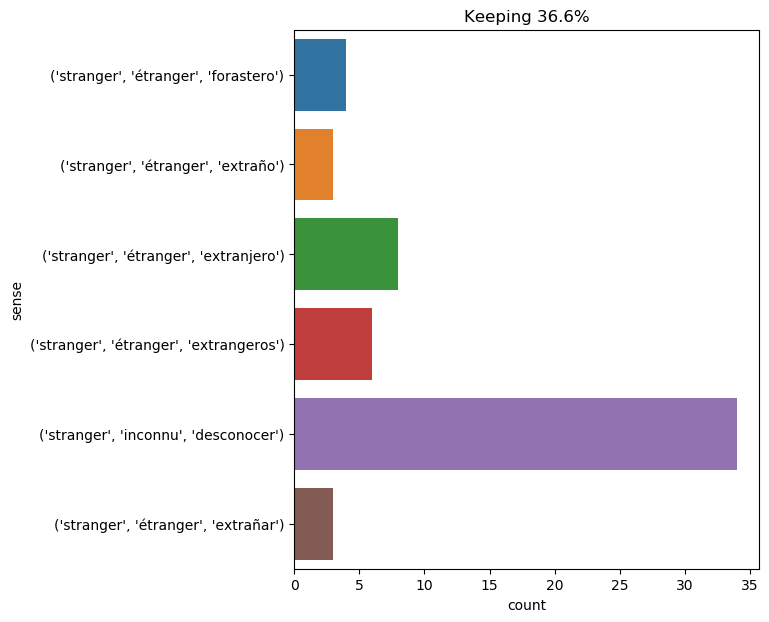 Keeping 36.6%
('stranger', 'étranger', 'forastero')
('stranger', 'étranger', 'extraño')
('stranger', 'étranger', 'extranjero')
('stranger', 'étranger', 'extrangeros')
('stranger', 'inconnu', 'desconocer')
('stranger', 'étranger', 'extrañar')
sense
0 5 10 15 20 25 30 35
count